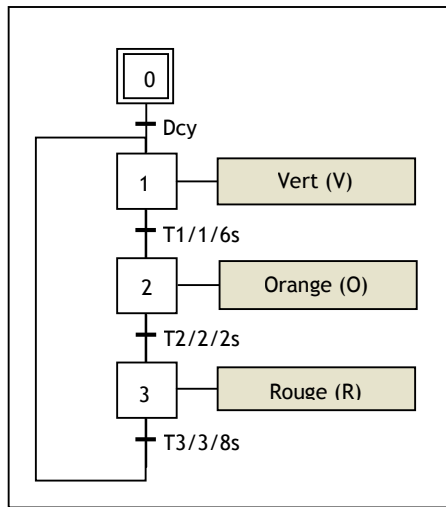 0
Dcy
1
Vert (V)
T1/1/6s
2
Orange (O)
T2/2/2s
3
Rouge (R)
T3/3/8s